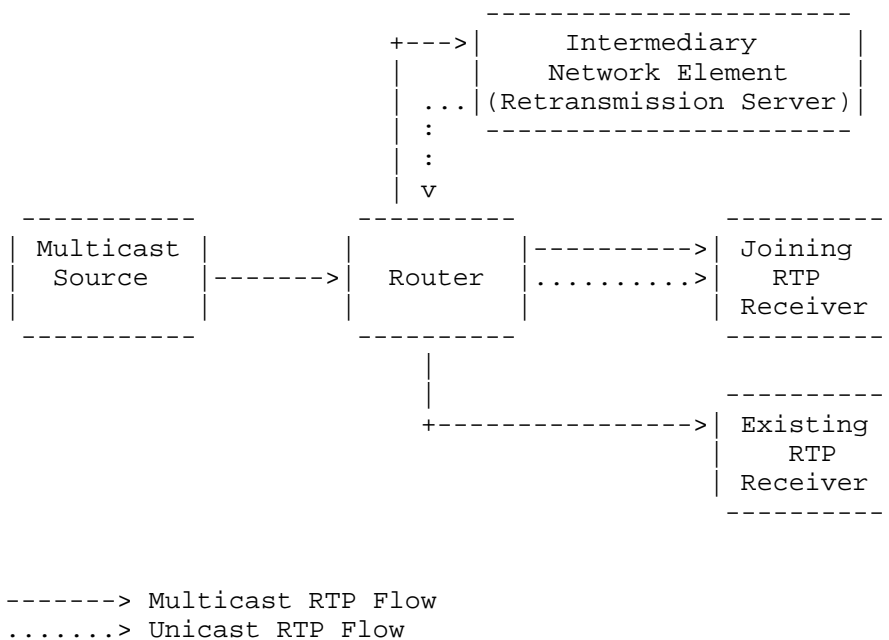 Intermediary
Network Element
(Retransmission Server)
Multicast
Source
Router
Joining
RTP
Receiver
Existing
RTP
Receiver
-------> Multicast RTP Flow
.......> Unicast RTP Flow